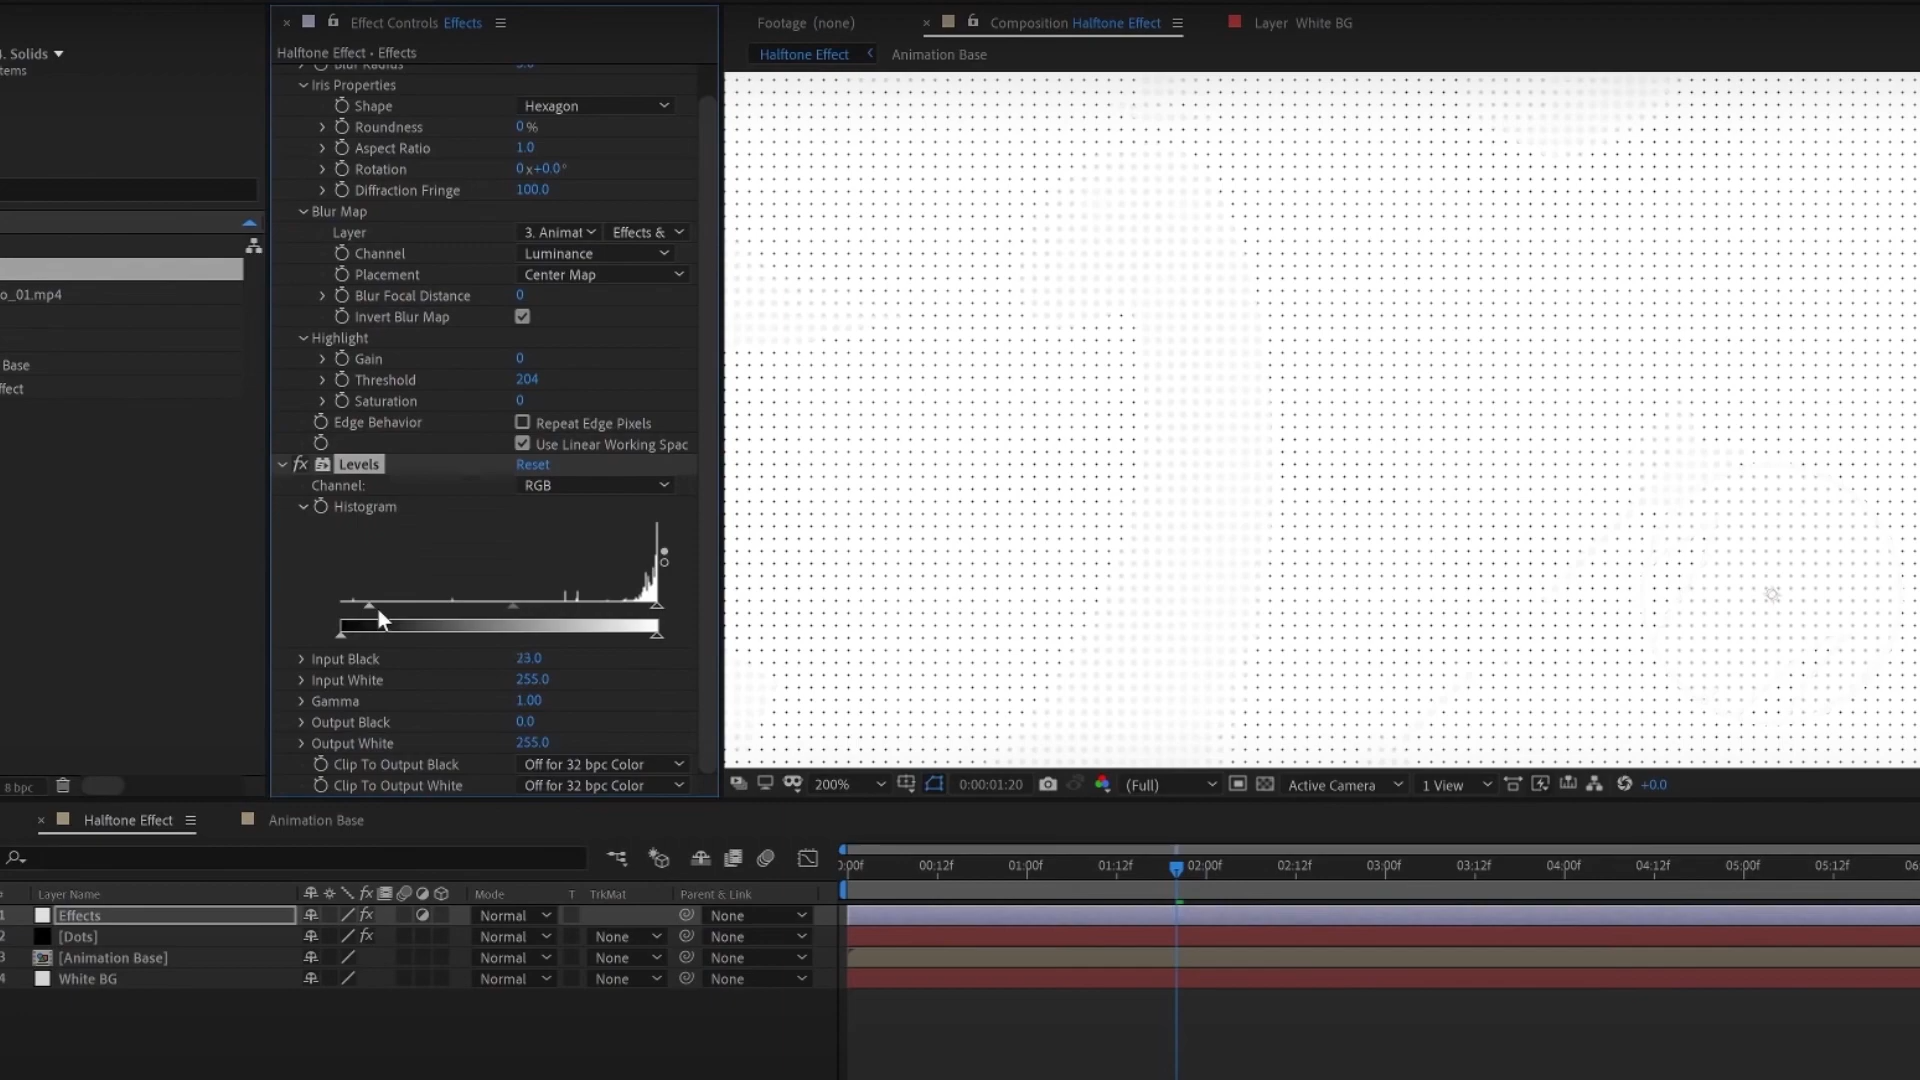 . Solids
tems
o_01.mp4
Base
ffect
8 bpc
Effect Controls Effects
Halftone Effect • Effects
Blur Radius
Iris Properties
Shape Hexagon
Roundness 0 %
Aspect Ratio 1.0
Rotation 0 x+0.0°
Diffraction Fringe 100.0
Blur Map
Layer 3. Animat Effects &
Channel Luminance
Placement Center Map
Blur Focal Distance 0
Invert Blur Map
Highlight
Gain 0
Threshold 204
Saturation 0
Edge Behavior Repeat Edge Pixels
Use Linear Working Spac
fx Levels Reset
Channel: RGB
Histogram
Input Black 23.0
Input White 255.0
Gamma 1.00
Output Black 0.0
Output White 255.0
Clip To Output Black Off for 32 bpc Color
Clip To Output White Off for 32 bpc Color
Footage (none) Composition Halftone Effect Layer White BG
Halftone Effect Animation Base
200% 0:00:01:20 (Full) Active Camera 1 View +0.0
Halftone Effect Animation Base
Layer Name fx Mode T TrkMat Parent & Link
1 Effects fx Normal None
2 [Dots] fx Normal None None
3 [Animation Base] Normal None None
4 White BG Normal None None
0:00f 00:12f 01:00f 01:12f 02:00f 02:12f 03:00f 03:12f 04:00f 04:12f 05:00f 05:12f 06